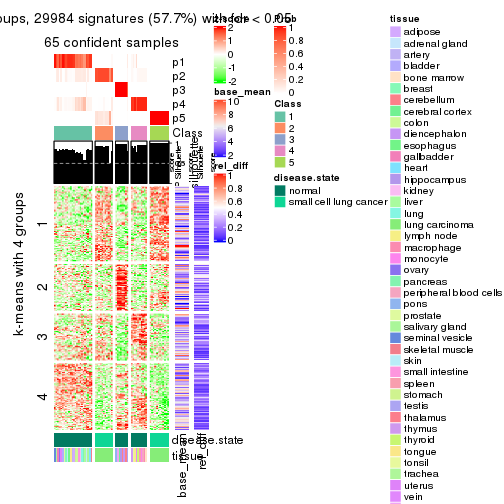 oups, 29984 signatures (57.7%) with fdr < 0.05
65 confident samples
p1
p2
p3
p4
p5
Class
1
2
3
4
k-means with 4 groups
disease.state
tissue
base_mean
rel_diff
z-score
2
1
0
-1
-2
base_mean
10
8
6
4
2
rel_diff
1
0.8
0.6
0.4
0.2
0
Prob
1
0.8
0.6
0.4
0.2
0
Class
1
2
3
4
5
disease.state
normal
small cell lung cancer
tissue
adipose
adrenal gland
artery
bladder
bone marrow
breast
cerebellum
cerebral cortex
colon
diencephalon
esophagus
gallbladder
heart
hippocampus
kidney
liver
lung
lung carcinoma
lymph node
macrophage
monocyte
ovary
pancreas
peripheral blood cells
pons
prostate
salivary gland
seminal vesicle
skeletal muscle
skin
small intestine
spleen
stomach
testis
thalamus
thymus
thyroid
tongue
tonsil
trachea
uterus
vein